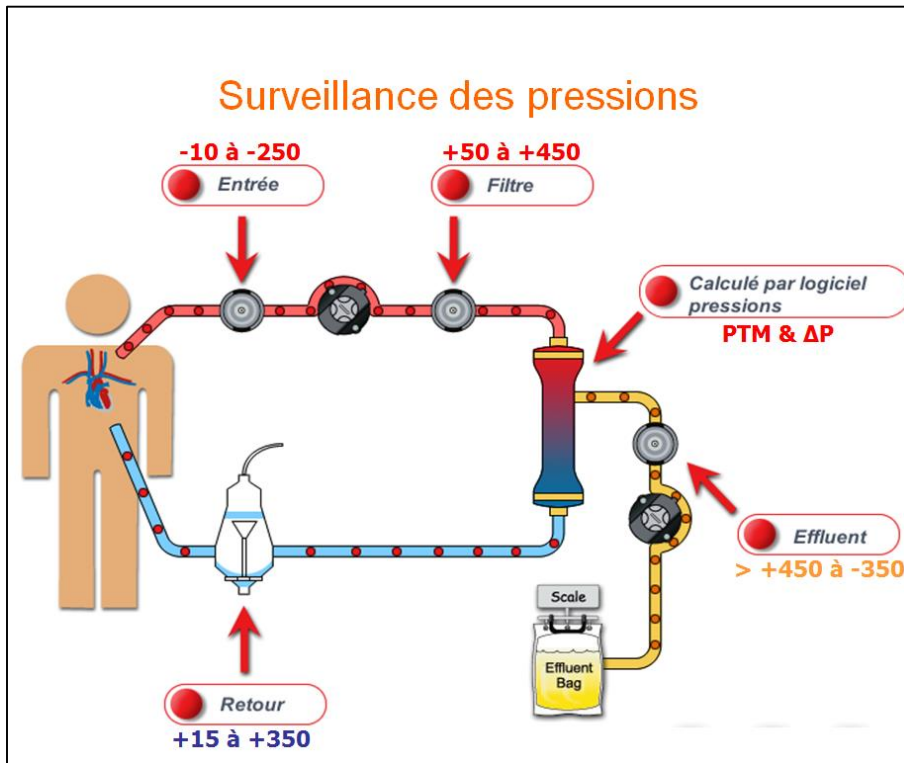 Surveillance des pressions
-10 à -250
Entrée
+50 à +450
Filtre
Calculé par logiciel
pressions
PTM & ΔP
Effluent
> +450 à -350
Scale
Effluent
Bag
Retour
+15 à +350